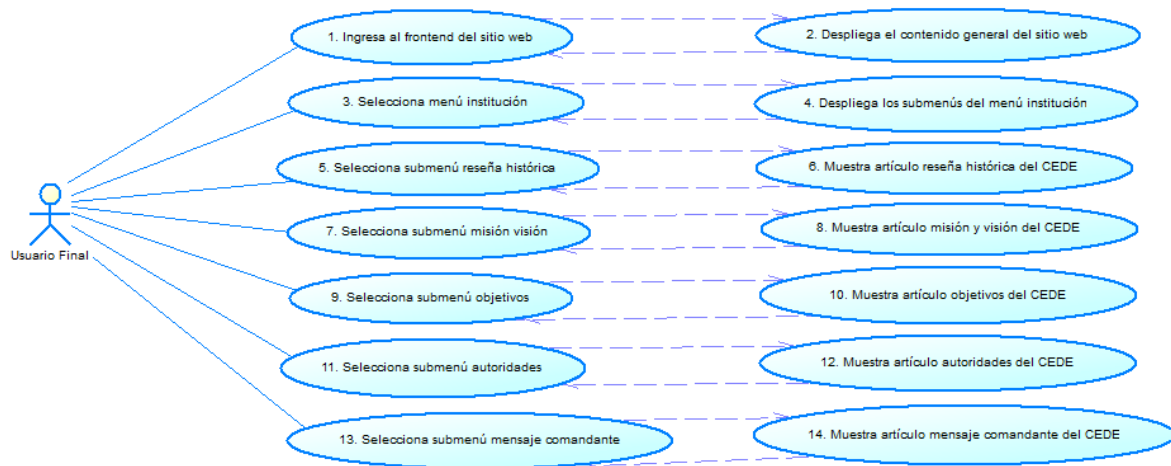 1. Ingresa al frontend del sitio web
2. Despliega el contenido general del sitio web
3. Selecciona menú institución
4. Despliega los submenús del menú institución
5. Selecciona submenú reseña histórica
6. Muestra artículo reseña histórica del CEDE
7. Selecciona submenú misión visión
8. Muestra artículo misión y visión del CEDE
Usuario Final
9. Selecciona submenú objetivos
10. Muestra artículo objetivos del CEDE
11. Selecciona submenú autoridades
12. Muestra artículo autoridades del CEDE
13. Selecciona submenú mensaje comandante
14. Muestra artículo mensaje comandante del CEDE